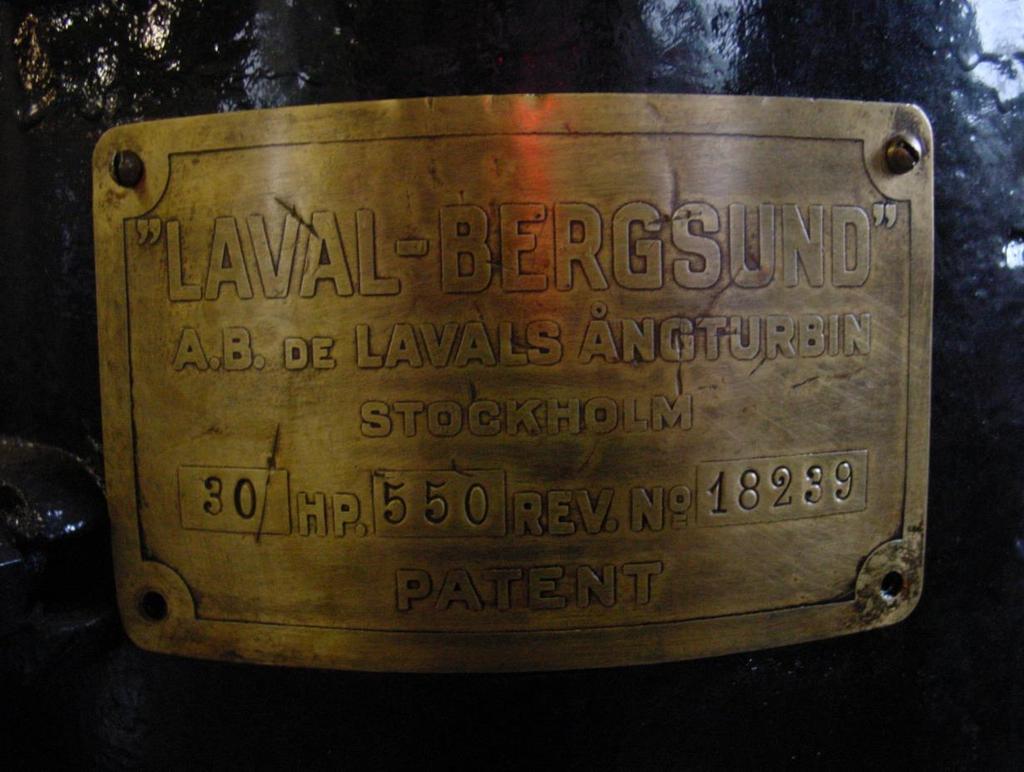 ”LAVAL-BERGSUND”
A.B. DE LAVALS ÅNGTURBIN
STOCKHOLM
30 HP. 550 REV. Nº 18239
PATENT